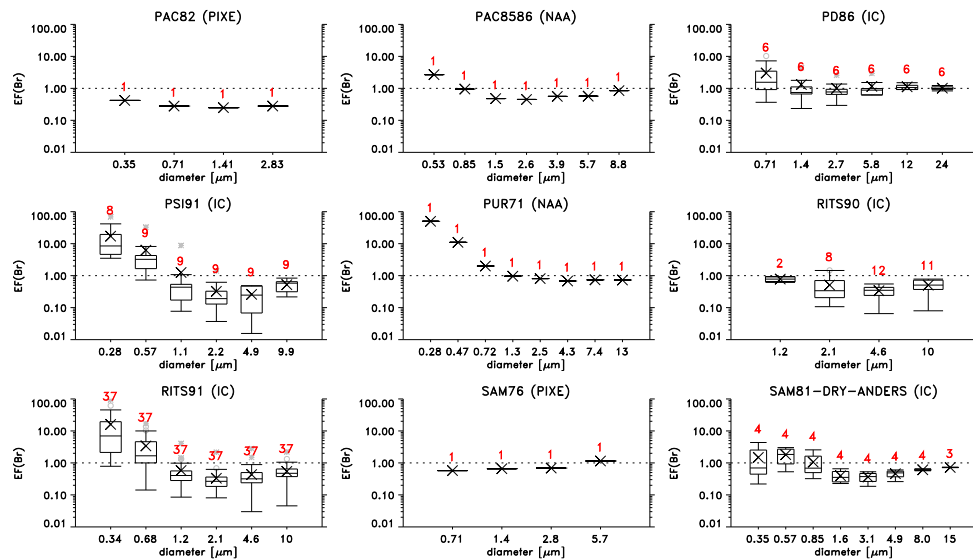 PAC82 (PIXE)
EF(Br)
100.00
10.00
1.00
0.10
0.01
1 1 1 1
0.35 0.71 1.41 2.83
diameter [μm]
PAC8586 (NAA)
EF(Br)
100.00
10.00
1.00
0.10
0.01
1 1 1 1 1 1 1
0.53 0.85 1.5 2.6 3.9 5.7 8.8
diameter [μm]
PD86 (IC)
EF(Br)
100.00
10.00
1.00
0.10
0.01
6 6 6 6 6 6
0.71 1.4 2.7 5.8 12 24
diameter [μm]
PSI91 (IC)
EF(Br)
100.00
10.00
1.00
0.10
0.01
8 9 9 9 9 9
0.28 0.57 1.1 2.2 4.9 9.9
diameter [μm]
PUR71 (NAA)
EF(Br)
100.00
10.00
1.00
0.10
0.01
1 1 1 1 1 1 1 1
0.28 0.47 0.72 1.3 2.5 4.3 7.4 13
diameter [μm]
RITS90 (IC)
EF(Br)
100.00
10.00
1.00
0.10
0.01
2 8 12 11
1.2 2.1 4.6 10
diameter [μm]
RITS91 (IC)
EF(Br)
100.00
10.00
1.00
0.10
0.01
37 37 37 37 37 37
0.34 0.68 1.2 2.1 4.6 10
diameter [μm]
SAM76 (PIXE)
EF(Br)
100.00
10.00
1.00
0.10
0.01
1 1 1 1
0.71 1.4 2.8 5.7
diameter [μm]
SAM81-DRY-ANDERS (IC)
EF(Br)
100.00
10.00
1.00
0.10
0.01
4 4 4 4 4 4 4 3
0.35 0.57 0.85 1.6 3.1 4.9 8.0 15
diameter [μm]